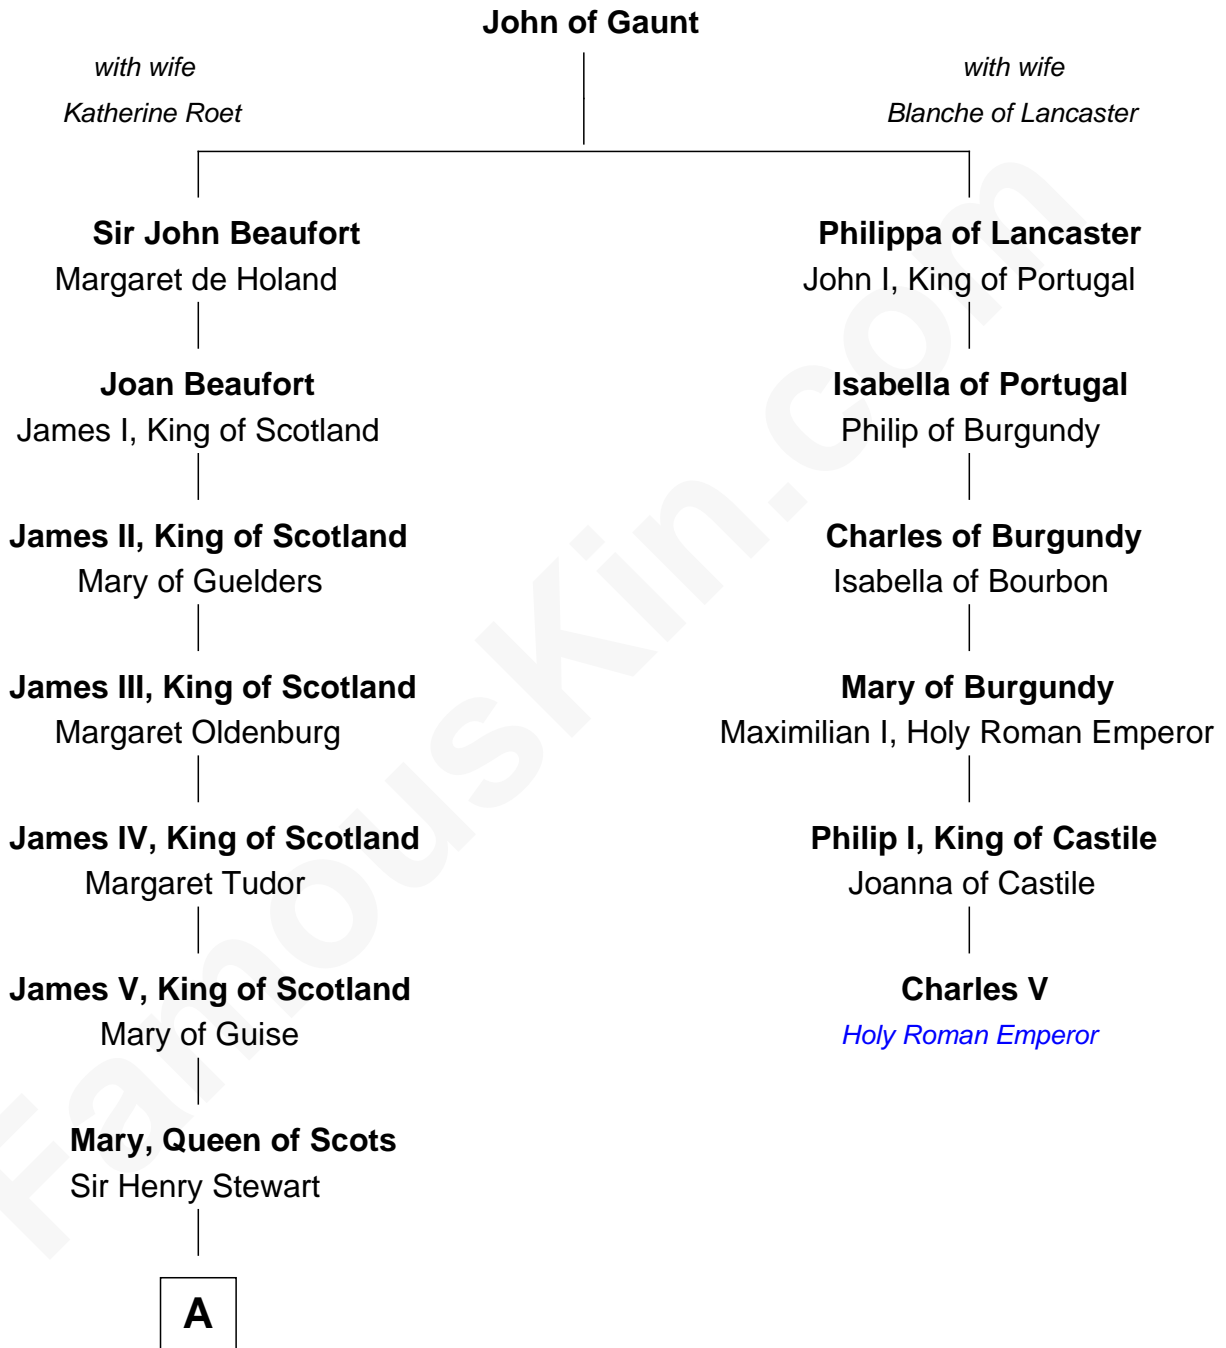 John of Gaunt
with wife
Katherine Roet
with wife
Blanche of Lancaster
Sir John Beaufort
Margaret de Holand
Joan Beaufort
James I, King of Scotland
James II, King of Scotland
Mary of Guelders
James III, King of Scotland
Margaret Oldenburg
James IV, King of Scotland
Margaret Tudor
James V, King of Scotland
Mary of Guise
Mary, Queen of Scots
Sir Henry Stewart
A
Philippa of Lancaster
John I, King of Portugal
Isabella of Portugal
Philip of Burgundy
Charles of Burgundy
Isabella of Bourbon
Mary of Burgundy
Maximilian I, Holy Roman Emperor
Philip I, King of Castile
Joanna of Castile
Charles V
Holy Roman Emperor
FamousKin.com